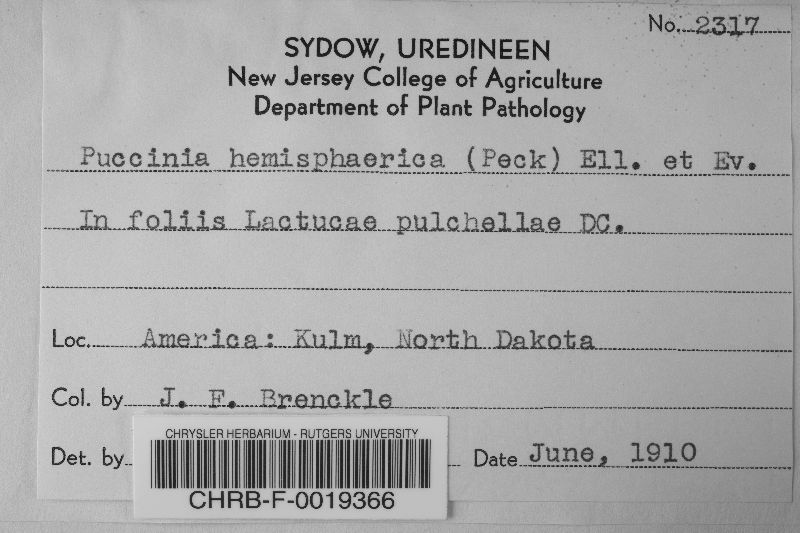 No. 2317
SYDOW, UREDINEEN
New Jersey College of Agriculture
Department of Plant Pathology
Puccinia hemisphaerica (Peck) Ell. et Ev.
In foliis Lactucae pulchellae DC.
Loc. America: Kulm, North Dakota
Col. by J. F. Brenckle
Det. by
Date June, 1910
CHRYSLER HERBARIUM - RUTGERS UNIVERSITY
CHRB-F-0019366